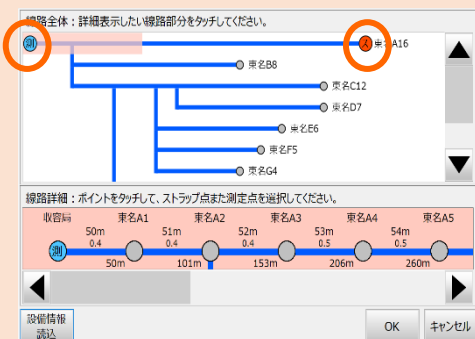 線路全体：詳細表示したい線路部分をタッチしてください。
測 ス 東名A16
東名B8
東名C12
東名D7
東名E6
東名F5
東名G4
線路詳細：ポイントをタッチして、ストラップ点また測定点を選択してください。
収容局 東名A1 東名A2 東名A3 東名A4 東名A5
50m 51m 52m 53m 54m
0.4 0.4 0.4 0.5 0.5
測
50m 101m 153m 206m 260m
設備情報
読込
OK キャンセル